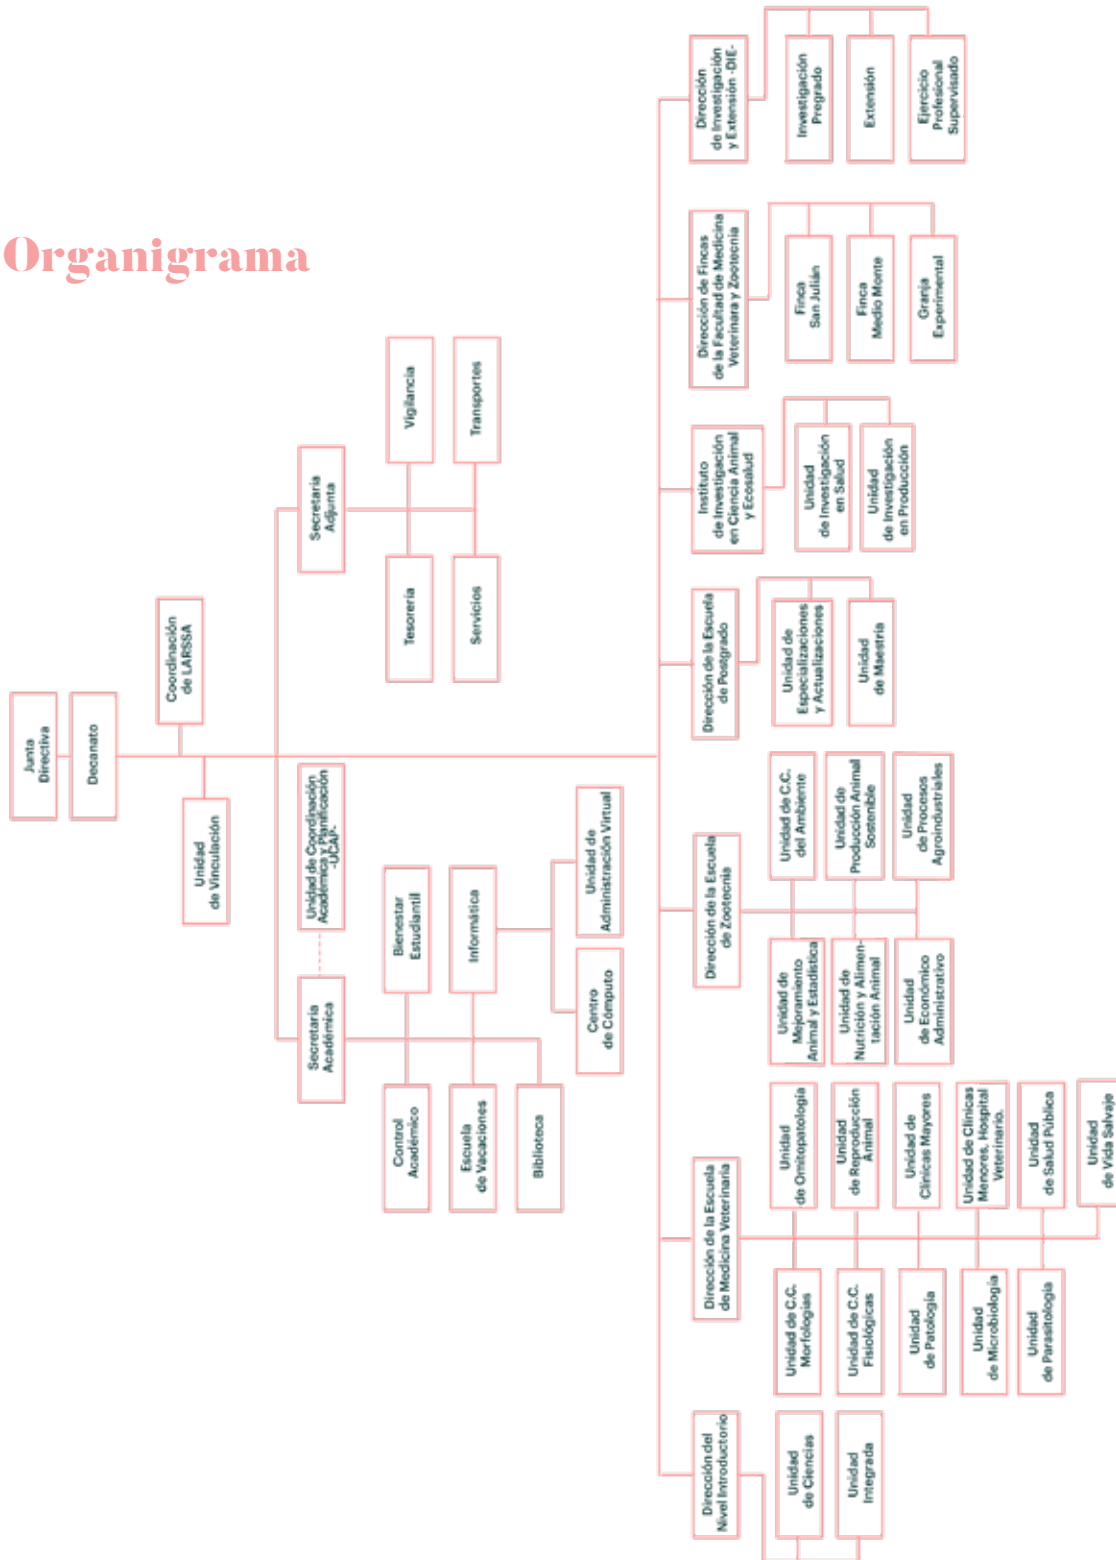 Organigrama
Junta
Directiva
Decanato
Coordinación
de LARSSA
Unidad
de Vinculación
Secretaria
Académica
Unidad de Coordinación
Académica y Planificación
-UCAP-
Secretaria
Adjunta
Control
Académico
Bienestar
Estudiantil
Escuela
de Vacaciones
Informática
Biblioteca
Centro
de Cómputo
Unidad de
Administración Virtual
Tesorería
Vigilancia
Servicios
Transportes
Dirección del
Nivel Introductorio
Unidad
de Ciencias
Unidad
Integrada
Dirección de la Escuela
de Medicina Veterinaria
Unidad de C.C.
Morfologías
Unidad
de Ornitopatología
Unidad de C.C.
Fisiológicas
Unidad
de Reproducción
Animal
Unidad
de Patología
Unidad de
Clínicas Mayores
Unidad
de Microbiología
Unidad de Clínicas
Menores, Hospital
Veterinario.
Unidad
de Parasitología
Unidad
de Salud Pública
Unidad
de Vida Salvaje
Dirección de la Escuela
de Zootecnia
Unidad de
Mejoramiento
Animal y Estadística
Unidad de C.C.
del Ambiente
Unidad de
Nutrición y Alimen-
tación Animal
Unidad de
Producción Animal
Sostenible
Unidad
de Económico
Administrativo
Unidad
de Procesos
Agroindustriales
Dirección de la Escuela
de Postgrado
Unidad de
Especializaciones
y Actualizaciones
Unidad
de Maestría
Instituto
de Investigación
en Ciencia Animal
y Ecosalud
Unidad
de Investigación
en Salud
Unidad
de Investigación
en Producción
Dirección de Fincas
de la Facultad de Medicina
Veterinara y Zootecnia
Finca
San Julián
Finca
Medio Monte
Granja
Experimental
Dirección
de Investigación
y Extensión -DIE-
Investigación
Pregrado
Extensión
Ejercicio
Profesional
Supervisado